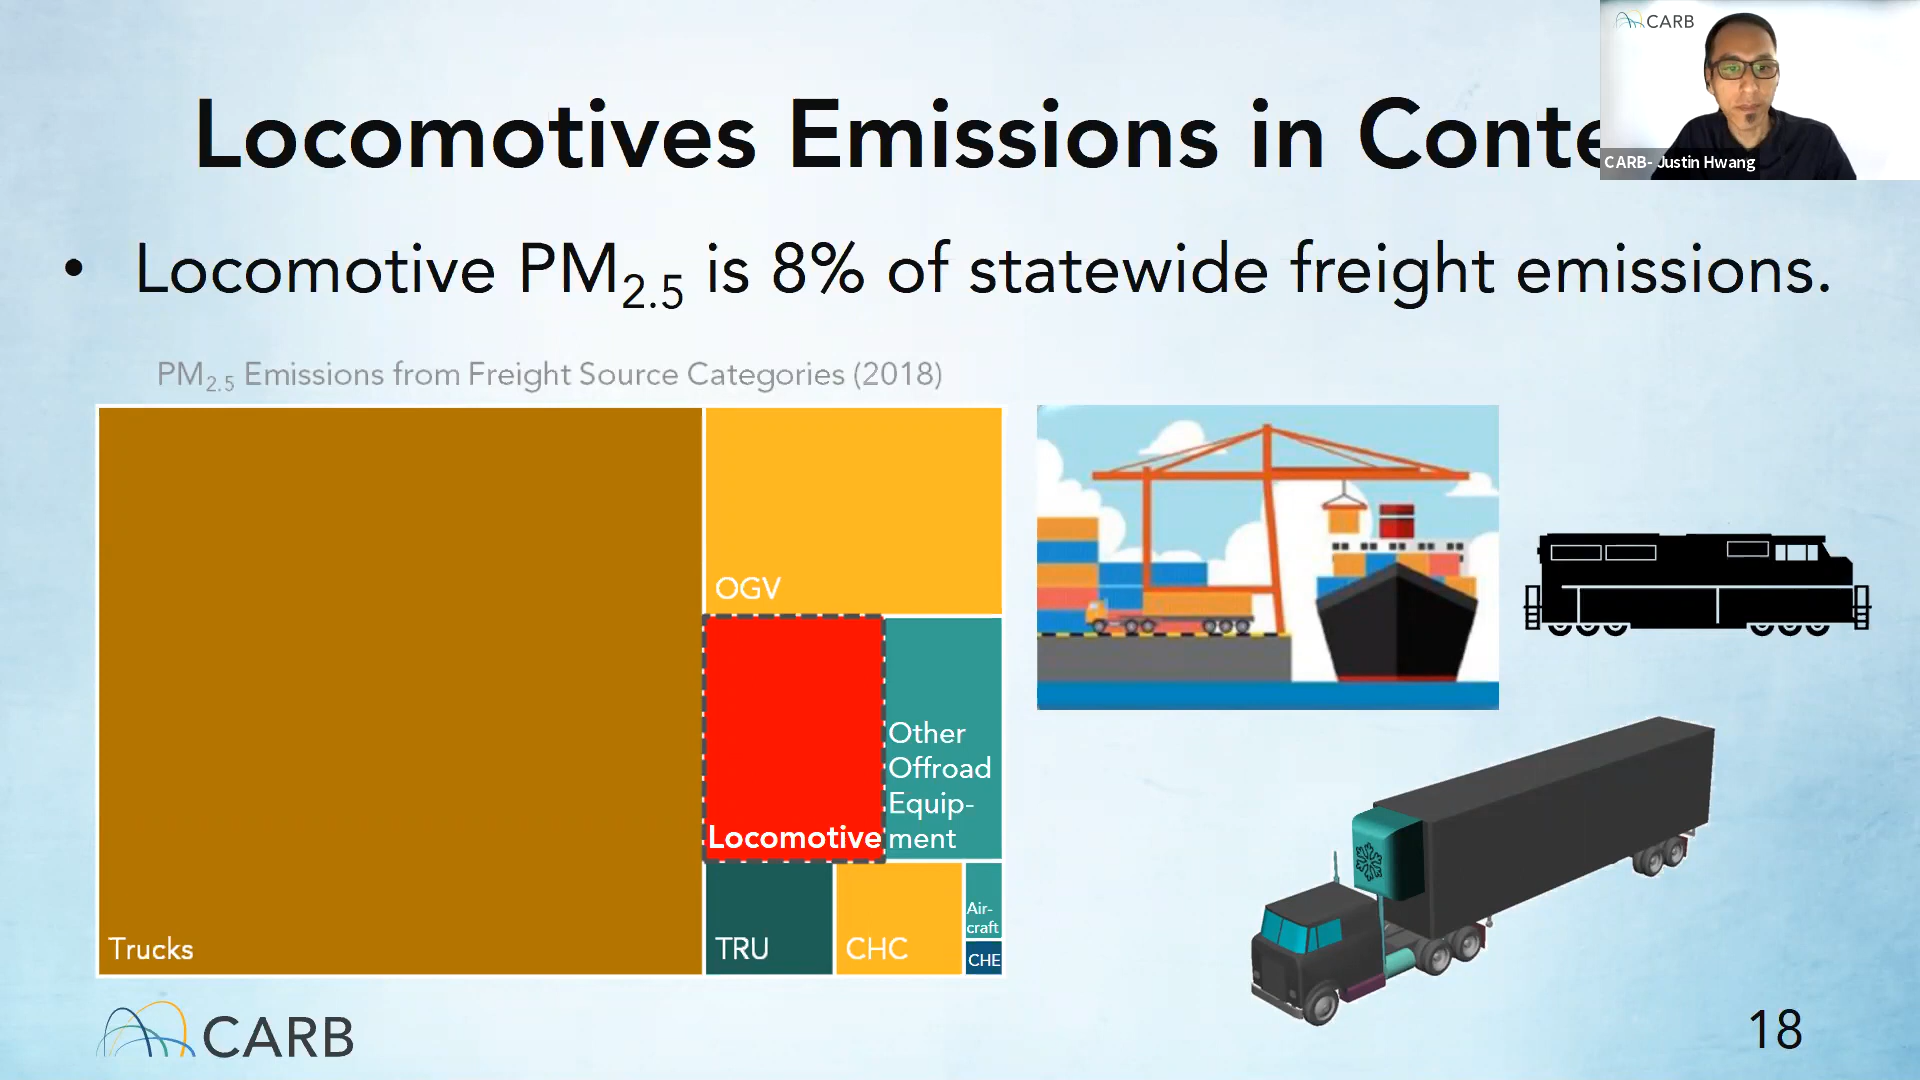 CARB
Locomotives Emissions in Conte
CARB- Justin Hwang
• Locomotive PM2.5 is 8% of statewide freight emissions.
PM2.5 Emissions from Freight Source Categories (2018)
OGV
Other
Offroad
Equip-
ment
Locomotive
Air-
craft
Trucks
TRU
CHC
CHE
CARB
18